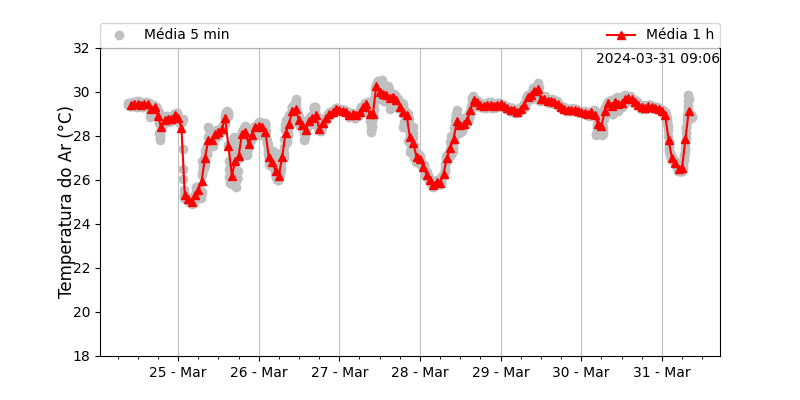 Média 5 min
Média 1 h
2024-03-31 09:06
Temperatura do Ar (°C)
32
30
28
26
24
22
20
18
25 - Mar
26 - Mar
27 - Mar
28 - Mar
29 - Mar
30 - Mar
31 - Mar